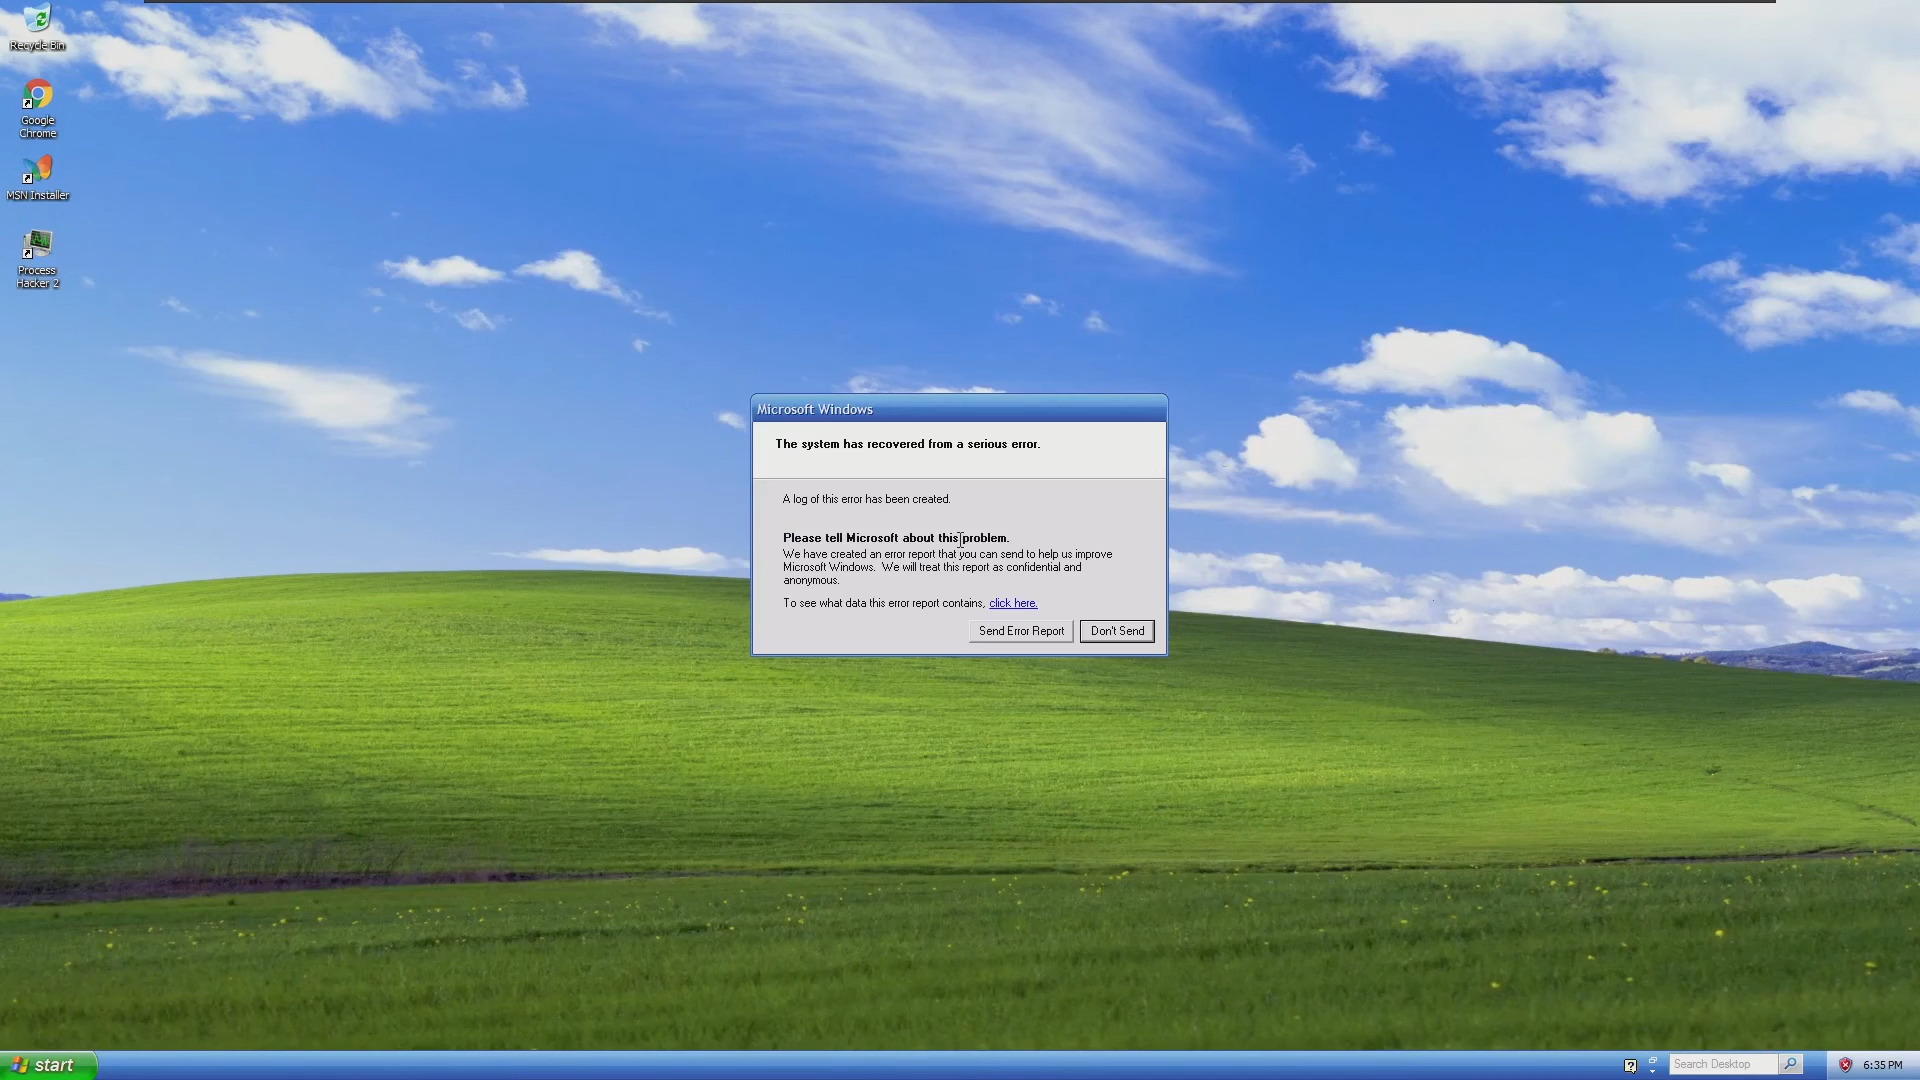 Recycle Bin
Google
Chrome
MSN Installer
Process
Hacker 2
Microsoft Windows
The system has recovered from a serious error.
A log of this error has been created.
Please tell Microsoft about this problem.
We have created an error report that you can send to help us improve
Microsoft Windows. We will treat this report as confidential and
anonymous.
To see what data this error report contains, click here.
Send Error Report
Don't Send
start
Search Desktop
6:35 PM